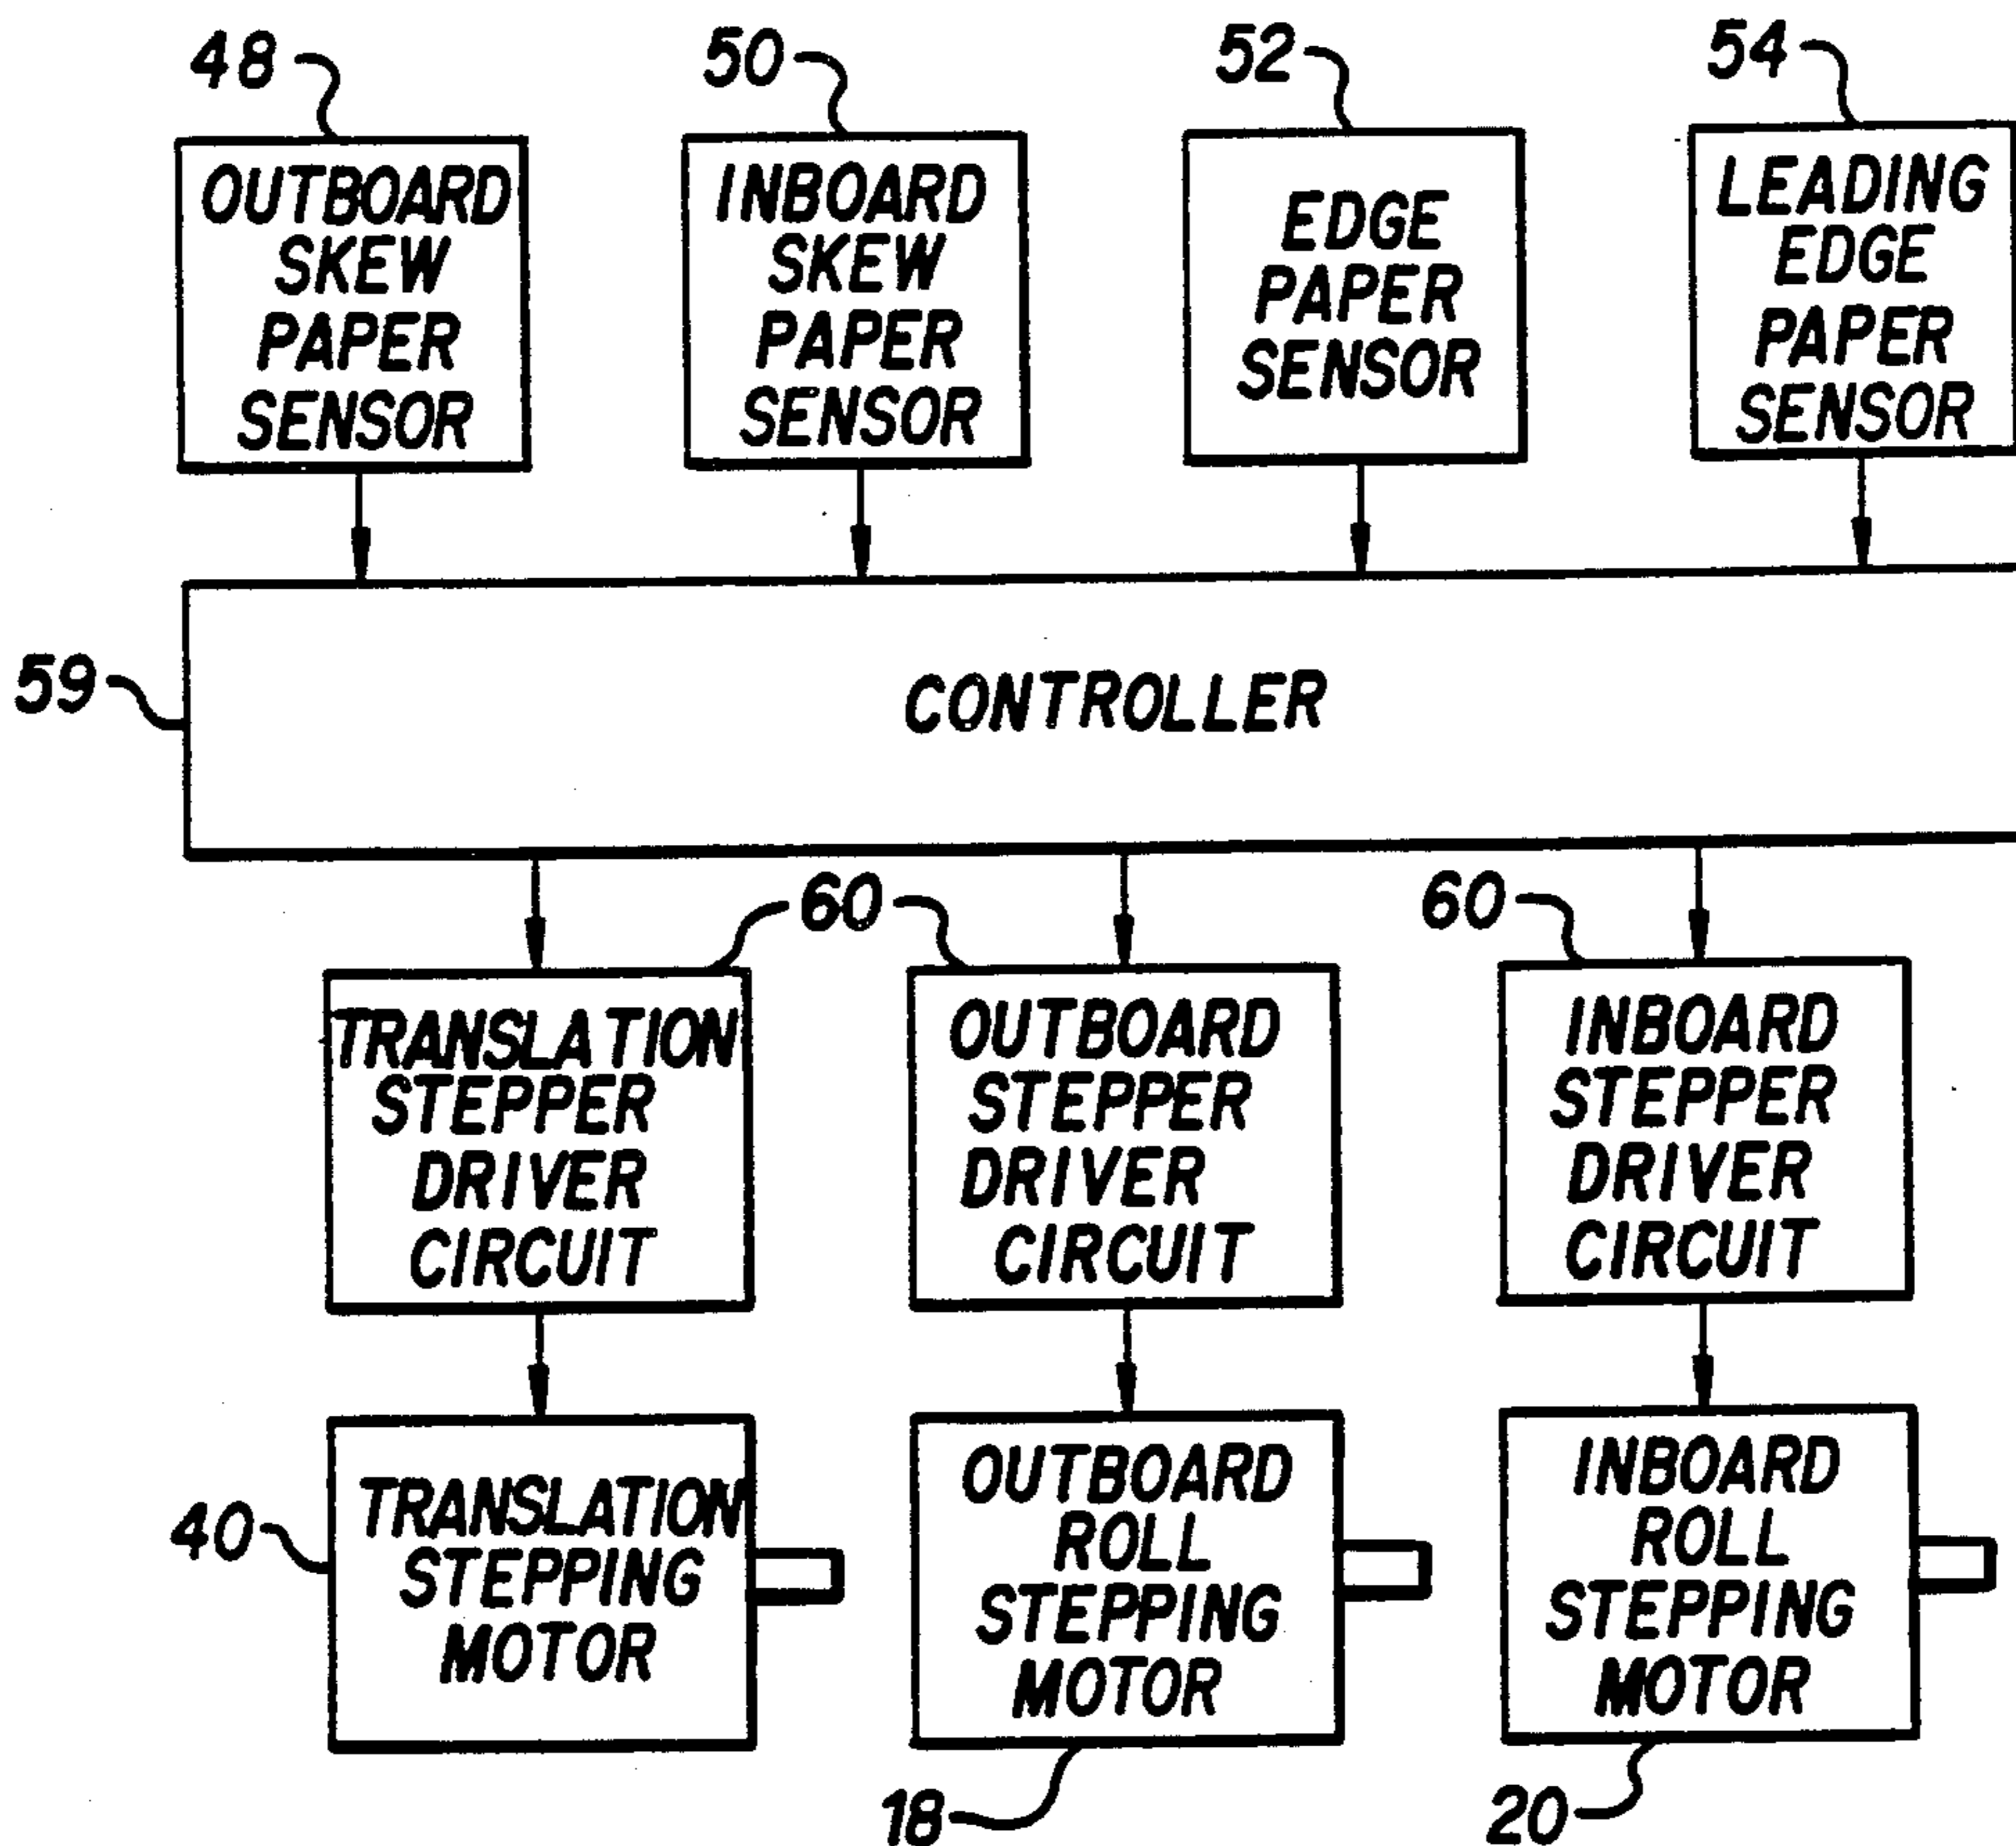 48
50
52
54
OUTBOARD
SKEW
PAPER
SENSOR
INBOARD
SKEW
PAPER
SENSOR
EDGE
PAPER
SENSOR
LEADING
EDGE
PAPER
SENSOR
59
CONTROLLER
60
60
TRANSLATION
STEPPER
DRIVER
CIRCUIT
OUTBOARD
STEPPER
DRIVER
CIRCUIT
INBOARD
STEPPER
DRIVER
CIRCUIT
40
TRANSLATION
STEPPING
MOTOR
OUTBOARD
ROLL
STEPPING
MOTOR
INBOARD
ROLL
STEPPING
MOTOR
18
20